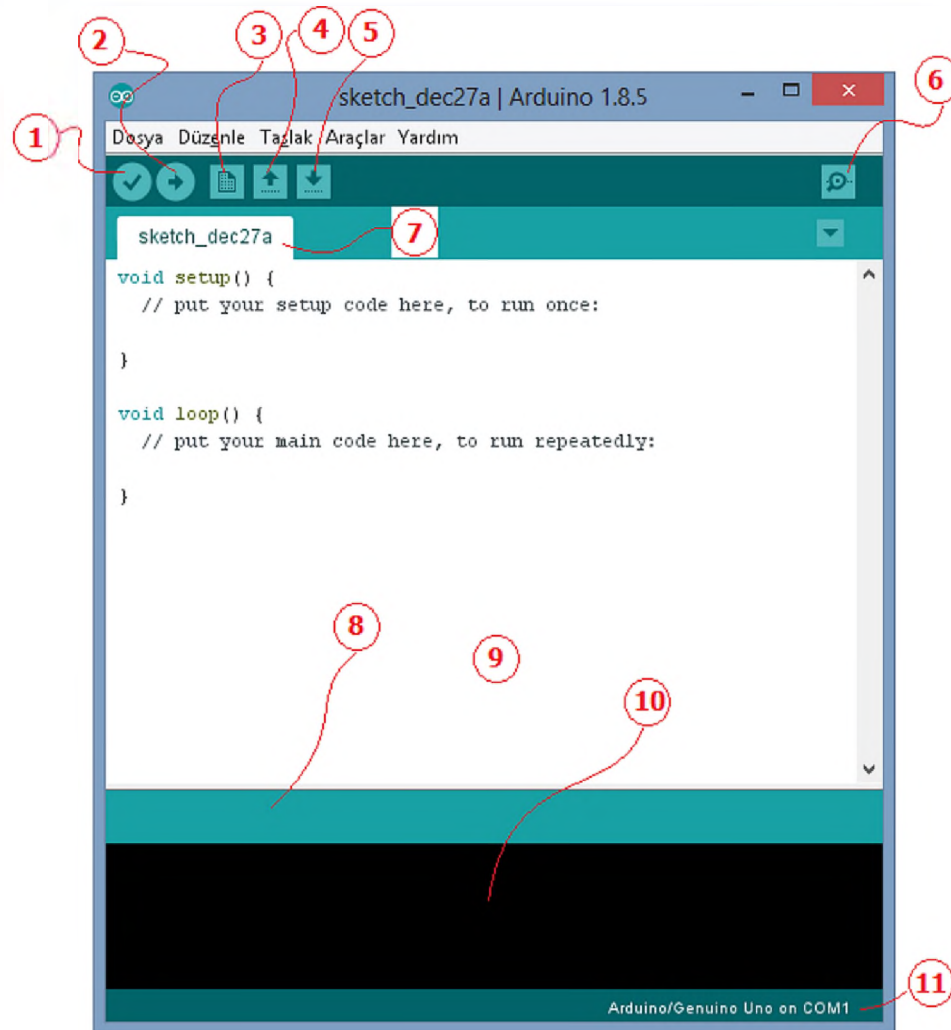 2
3
4
5
6
1
sketch_dec27a | Arduino 1.8.5
Dosya Düzenle Taşlak Araçlar Yardım
sketch_dec27a
7
void setup() {
// put your setup code here, to run once:
}
void loop() {
// put your main code here, to run repeatedly:
}
8
9
10
11
Arduino/Genuino Uno on COM1